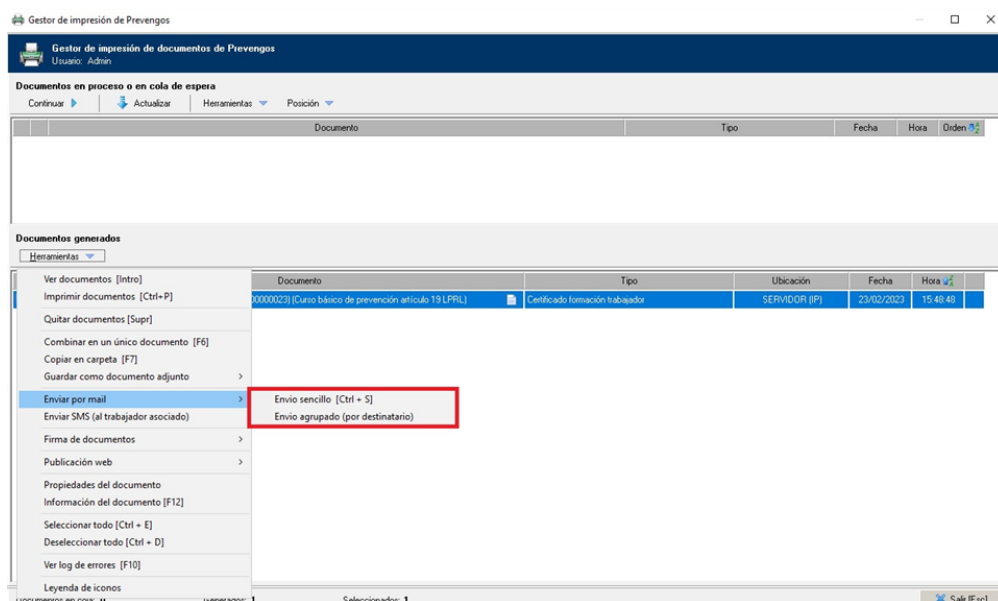 Gestor de impresión de Prevengos
Gestor de impresión de documentos de Prevengos
Usuario: Admin
Documentos en proceso o en cola de espera
Continuar Actualizar Herramientas Posición
Documento Tipo Fecha Hora Orden
Documentos generados
Herramientas
Documento Tipo Ubicación Fecha Hora
00000023) (Curso básico de prevención artículo 19 LPRL) Certificado formación trabajador SERVIDOR (IP) 23/02/2023 15:48:48
Ver documentos [Intro]
Imprimir documentos [Ctrl+P]
Quitar documentos [Supr]
Combinar en un único documento [F6]
Copiar en carpeta [F7]
Guardar como documento adjunto
Enviar por mail
Envio sencillo [Ctrl + S]
Envio agrupado (por destinatario)
Enviar SMS (al trabajador asociado)
Firma de documentos
Publicación web
Propiedades del documento
Información del documento [F12]
Seleccionar todo [Ctrl + E]
Deseleccionar todo [Ctrl + D]
Ver log de errores [F10]
Leyenda de iconos
Documentos en cola: 0 Generados: 1 Seleccionados: 1 Salir [Esc]